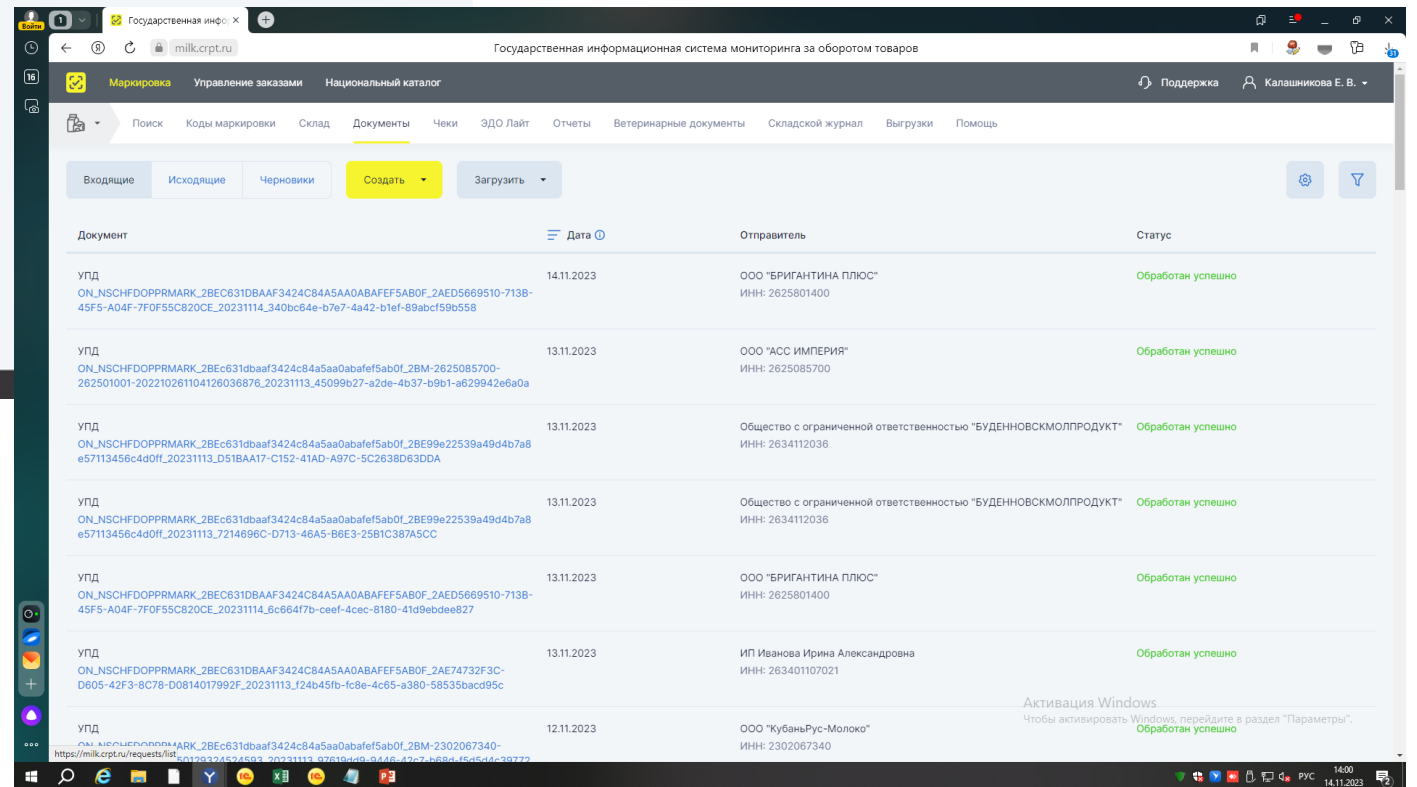 Войти
1
Государственная инфо
milk.crpt.ru
Государственная информационная система мониторинга за оборотом товаров
31
16
Маркировка Управление заказами Национальный каталог
Поддержка Калашникова Е. В.
Поиск Коды маркировки Склад Документы Чеки ЭДО Лайт Отчеты Ветеринарные документы Складской журнал Выгрузки Помощь
Входящие Исходящие Черновики Создать Загрузить
Документ Дата Отправитель Статус
УПД 14.11.2023 ООО "БРИГАНТИНА ПЛЮС" Обработан успешно
ON_NSCHFDOPPRMARK_2BEC631DBAAF3424C84A5AA0ABAFEF5AB0F_2AED5669510-713B- ИНН: 2625801400
45F5-A04F-7F0F55C820CE_20231114_340bc64e-b7e7-4a42-b1ef-89abcf59b558
УПД 13.11.2023 ООО "АСС ИМПЕРИЯ" Обработан успешно
ON_NSCHFDOPPRMARK_2BEc631dbaaf3424c84a5aa0abafef5ab0f_2BM-2625085700- ИНН: 2625085700
262501001-202210261104126036876_20231113_45099b27-a2de-4b37-b9b1-a629942e6a0a
УПД 13.11.2023 Общество с ограниченной ответственностью "БУДЕННОВСКМОЛПРОДУКТ" Обработан успешно
ON_NSCHFDOPPRMARK_2BEc631dbaaf3424c84a5aa0abafef5ab0f_2BE99e22539a49d4b7a8 ИНН: 2634112036
e57113456c4d0ff_20231113_D51BAA17-C152-41AD-A97C-5C2638D63DDA
УПД 13.11.2023 Общество с ограниченной ответственностью "БУДЕННОВСКМОЛПРОДУКТ" Обработан успешно
ON_NSCHFDOPPRMARK_2BEc631dbaaf3424c84a5aa0abafef5ab0f_2BE99e22539a49d4b7a8 ИНН: 2634112036
e57113456c4d0ff_20231113_7214696C-D713-46A5-B6E3-25B1C387A5CC
УПД 13.11.2023 ООО "БРИГАНТИНА ПЛЮС" Обработан успешно
ON_NSCHFDOPPRMARK_2BEC631DBAAF3424C84A5AA0ABAFEF5AB0F_2AED5669510-713B- ИНН: 2625801400
45F5-A04F-7F0F55C820CE_20231114_6c664f7b-ceef-4cec-8180-41d9ebdee827
УПД 13.11.2023 ИП Иванова Ирина Александровна Обработан успешно
ON_NSCHFDOPPRMARK_2BEC631DBAAF3424C84A5AA0ABAFEF5AB0F_2AE74732F3C- ИНН: 263401107021
D605-42F3-8C78-D0814017992F_20231113_f24b45fb-fc8e-4c65-a380-58535bacd95c
Активация Windows
Чтобы активировать Windows, перейдите в раздел "Параметры".
УПД 12.11.2023 ООО "КубаньРус-Молоко" Обработан успешно
ON_NSCHFDOPPRMARK_2BEc631dbaaf3424c84a5aa0abafef5ab0f_2BM-2302067340- ИНН: 2302067340
https://milk.crpt.ru/requests/list
РУС 14:00
14.11.2023 2